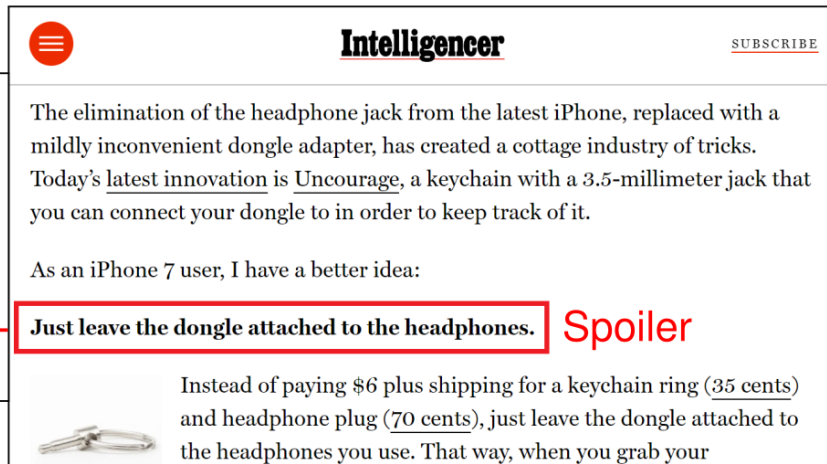 Intelligencer
SUBSCRIBE
The elimination of the headphone jack from the latest iPhone, replaced with a
mildly inconvenient dongle adapter, has created a cottage industry of tricks.
Today’s latest innovation is Uncourage, a keychain with a 3.5-millimeter jack that
you can connect your dongle to in order to keep track of it.
As an iPhone 7 user, I have a better idea:
Just leave the dongle attached to the headphones.
Spoiler
Instead of paying $6 plus shipping for a keychain ring (35 cents)
and headphone plug (70 cents), just leave the dongle attached to
the headphones you use. That way, when you grab your